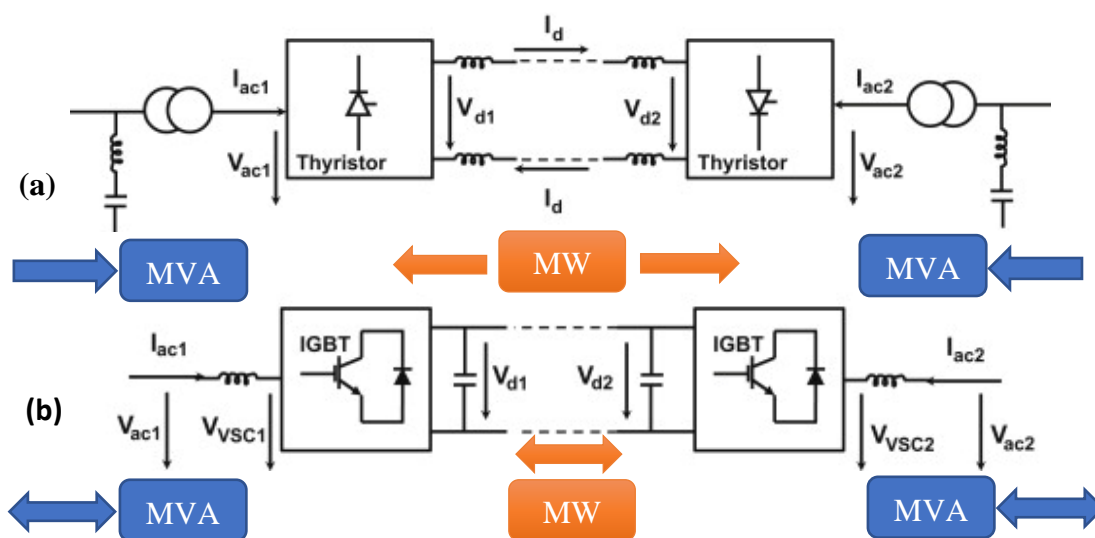 I_d
I_ac1
I_ac2
V_d1
V_d2
V_ac1
Thyristor
Thyristor
V_ac2
(a)
I_d
MVA
MW
MVA
I_ac1
IGBT
IGBT
I_ac2
V_d1
V_d2
(b)
V_ac1
V_VSC1
V_VSC2
V_ac2
MVA
MW
MVA